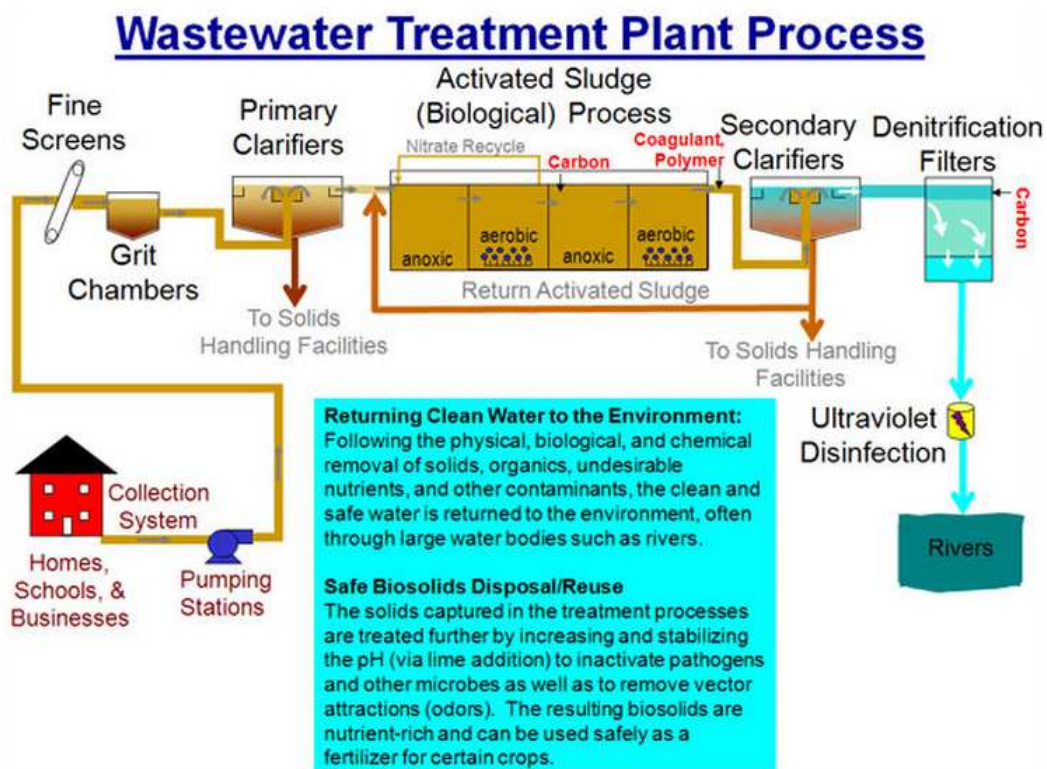 Wastewater Treatment Plant Process
Fine
Screens
Grit
Chambers
Primary
Clarifiers
To Solids
Handling Facilities
Activated Sludge
(Biological) Process
Nitrate Recycle
Carbon
Coagulant,
Polymer
anoxic
aerobic
anoxic
aerobic
Return Activated Sludge
Secondary
Clarifiers
To Solids Handling
Facilities
Denitrification
Filters
Carbon
Ultraviolet
Disinfection
Rivers
Collection
System
Homes,
Schools, &
Businesses
Pumping
Stations
Returning Clean Water to the Environment:
Following the physical, biological, and chemical
removal of solids, organics, undesirable
nutrients, and other contaminants, the clean and
safe water is returned to the environment, often
through large water bodies such as rivers.
Safe Biosolids Disposal/Reuse
The solids captured in the treatment processes
are treated further by increasing and stabilizing
the pH (via lime addition) to inactivate pathogens
and other microbes as well as to remove vector
attractions (odors).  The resulting biosolids are
nutrient-rich and can be used safely as a
fertilizer for certain crops.